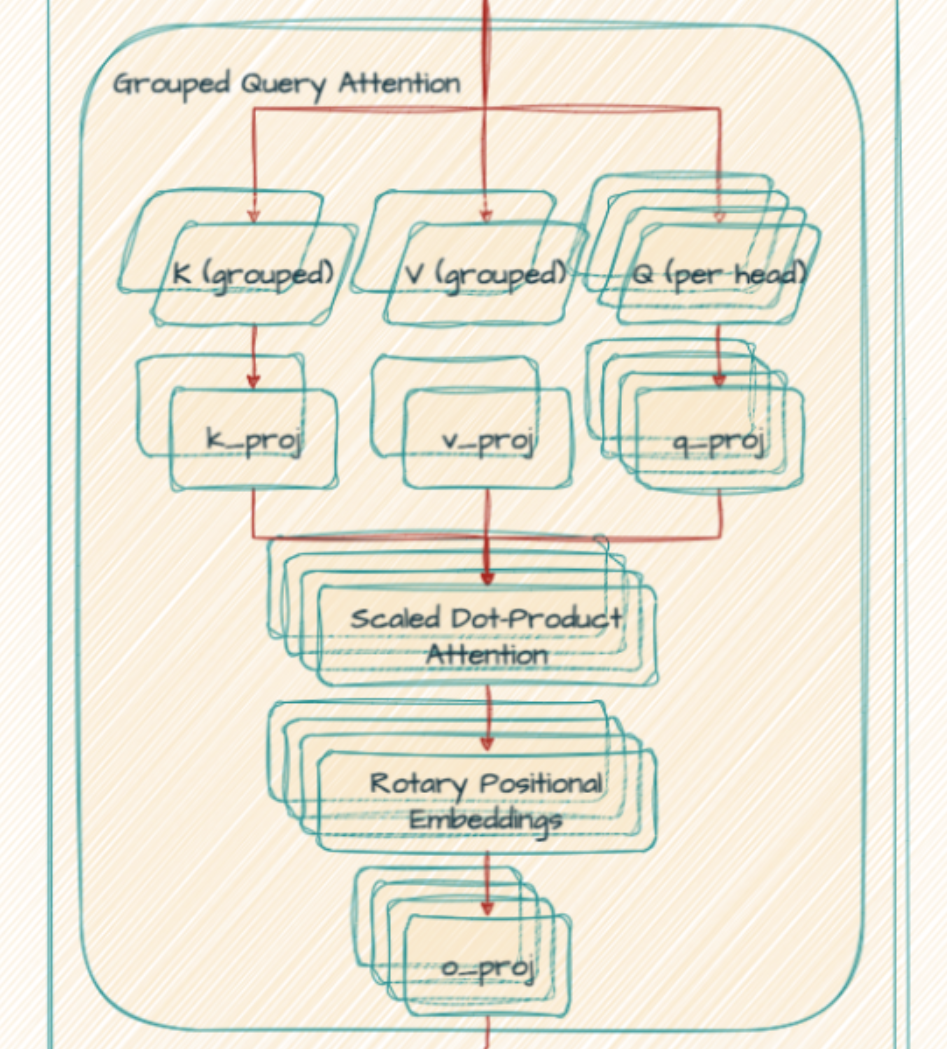 Grouped Query Attention
K (grouped)
V (grouped)
Q (per-head)
k_proj
v_proj
q_proj
Scaled Dot-Product
Attention
Rotary Positional
Embeddings
o_proj